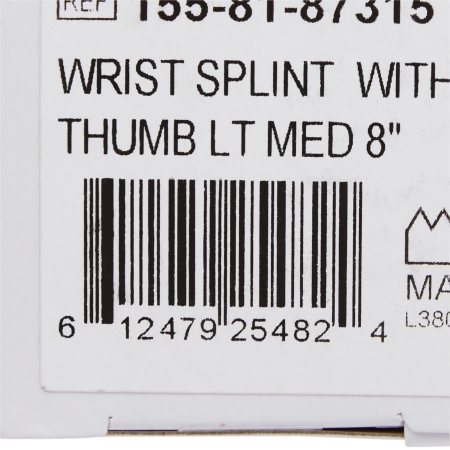 REF 155-81-87315
WRIST SPLINT WITH
THUMB LT MED 8"
6 12479 25482 4
MA
L380